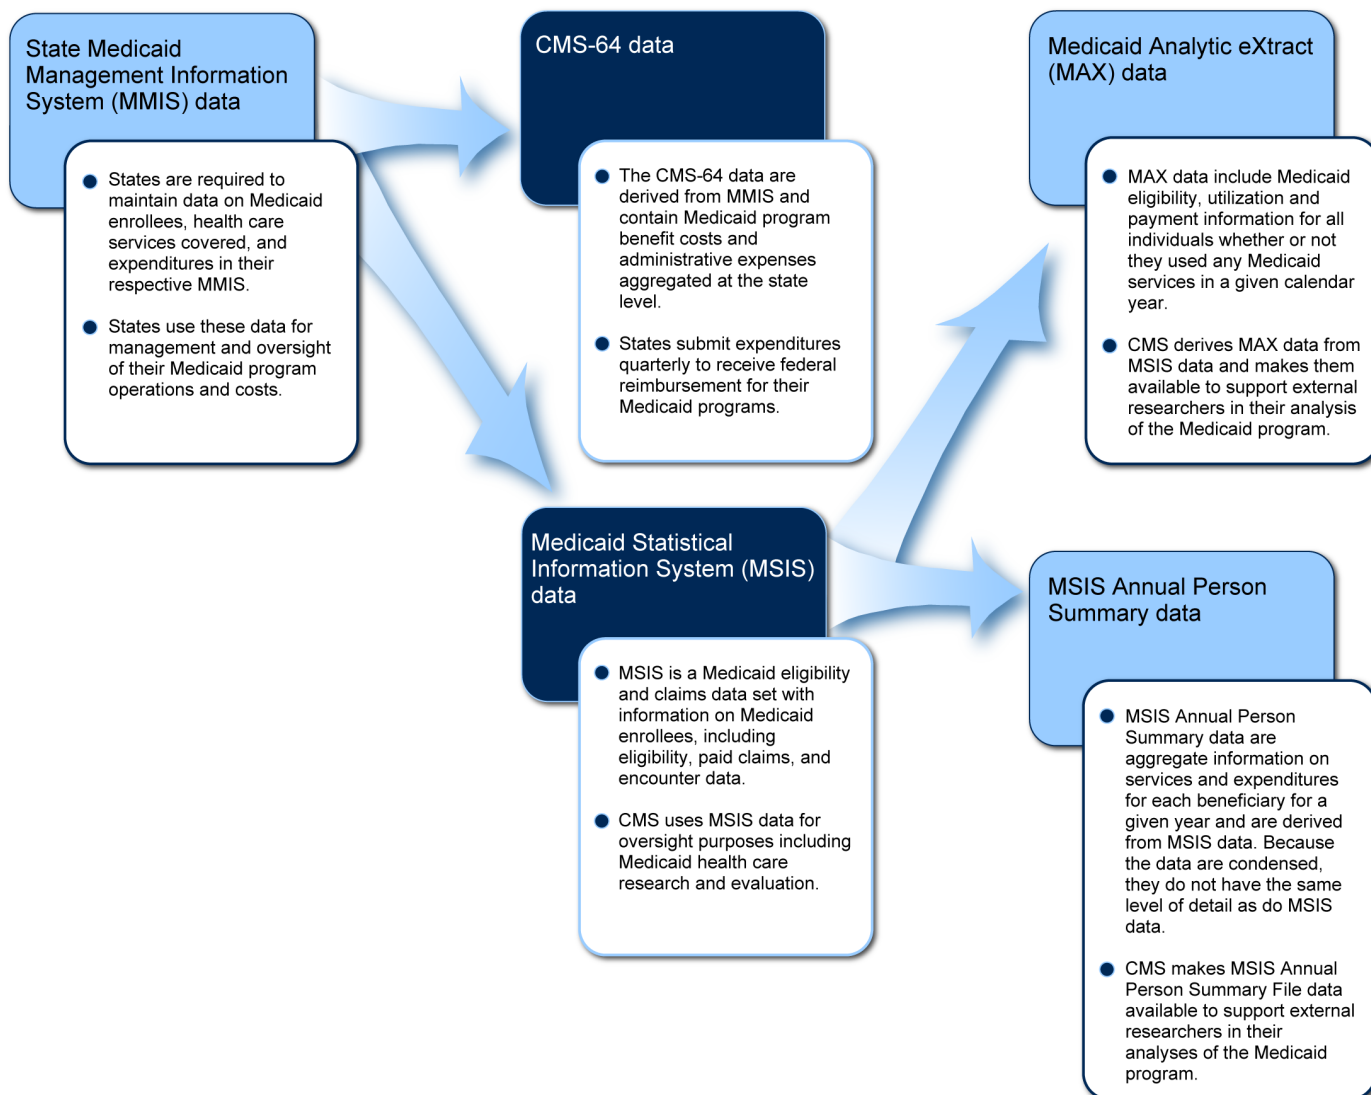 State Medicaid
Management Information
System (MMIS) data
States are required to
maintain data on Medicaid
enrollees, health care
services covered, and
expenditures in their
respective MMIS.
States use these data for
management and oversight
of their Medicaid program
operations and costs.
CMS-64 data
The CMS-64 data are
derived from MMIS and
contain Medicaid program
benefit costs and
administrative expenses
aggregated at the state
level.
States submit expenditures
quarterly to receive federal
reimbursement for their
Medicaid programs.
Medicaid Statistical
Information System (MSIS)
data
MSIS is a Medicaid eligibility
and claims data set with
information on Medicaid
enrollees, including
eligibility, paid claims, and
encounter data.
CMS uses MSIS data for
oversight purposes including
Medicaid health care
research and evaluation.
Medicaid Analytic eXtract
(MAX) data
MAX data include Medicaid
eligibility, utilization and
payment information for all
individuals whether or not
they used any Medicaid
services in a given calendar
year.
CMS derives MAX data from
MSIS data and makes them
available to support external
researchers in their analysis
of the Medicaid program.
MSIS Annual Person
Summary data
MSIS Annual Person
Summary data are
aggregate information on
services and expenditures
for each beneficiary for a
given year and are derived
from MSIS data. Because
the data are condensed,
they do not have the same
level of detail as do MSIS
data.
CMS makes MSIS Annual
Person Summary File data
available to support external
researchers in their
analyses of the Medicaid
program.